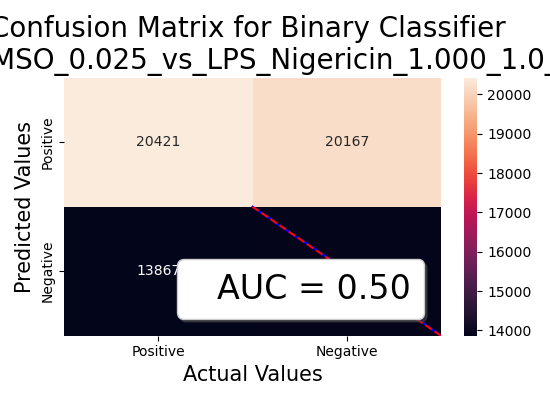 Confusion Matrix for Binary Classifier
MSO_0.025_vs_LPS_Nigericin_1.000_1.0_
Predicted Values
Positive
Negative
20421 20167
13867
AUC = 0.50
Positive Negative
Actual Values
20000
19000
18000
17000
16000
15000
14000